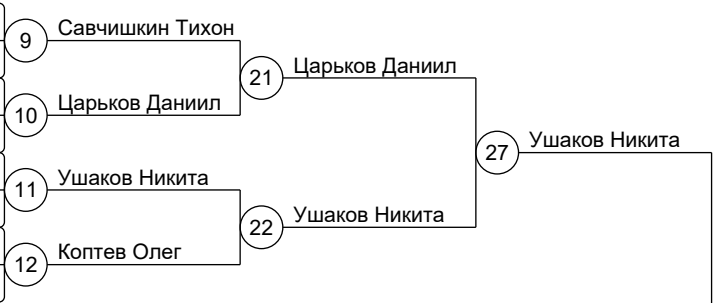 9 Савчишкин Тихон
21 Царьков Даниил
10 Царьков Даниил
27 Ушаков Никита
11 Ушаков Никита
22 Ушаков Никита
12 Коптев Олег